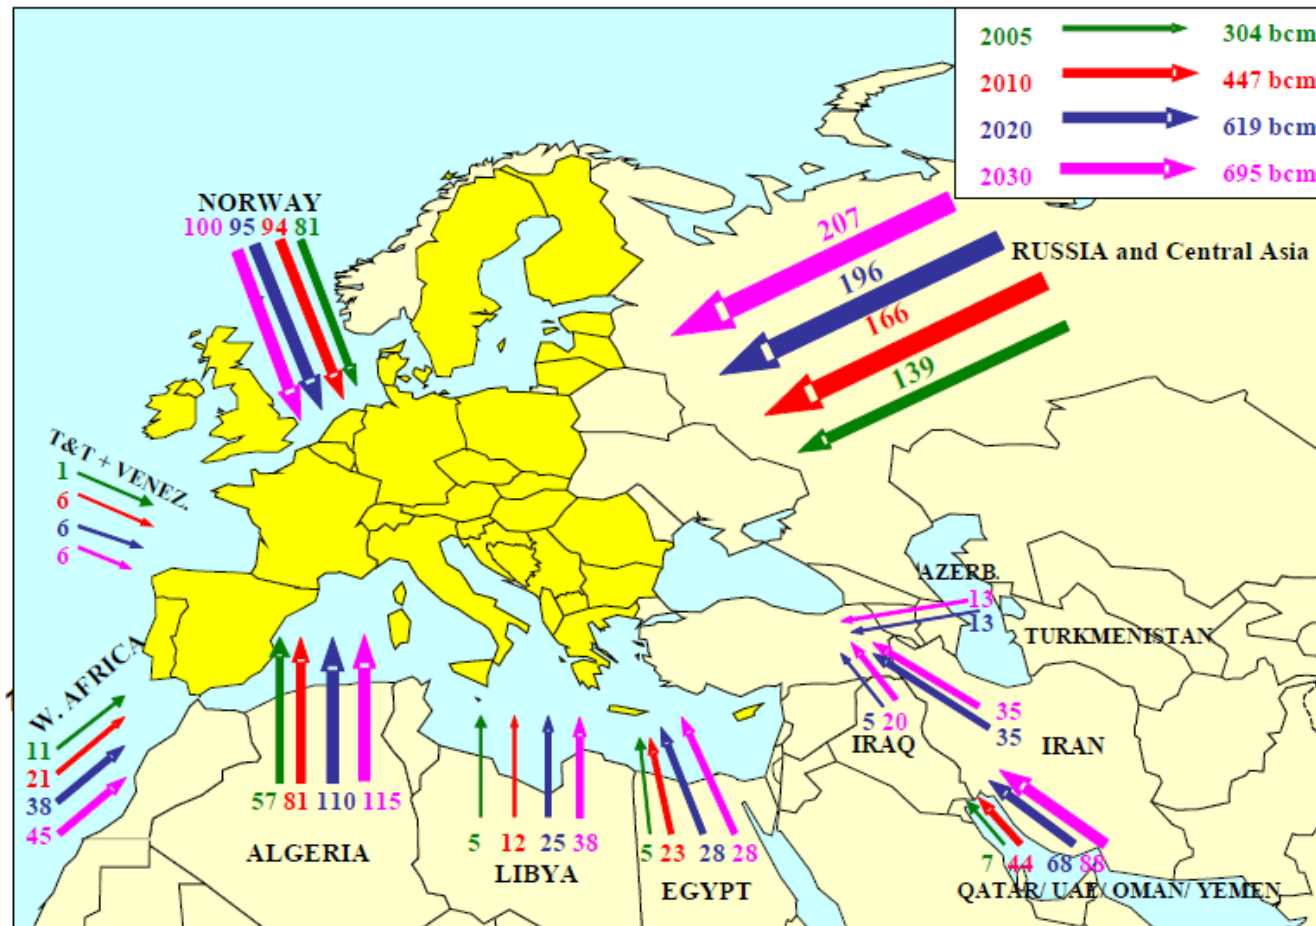 2005 304 bcm
2010 447 bcm
2020 619 bcm
2030 695 bcm
NORWAY
100 95 94 81
207
196
166
139
RUSSIA and Central Asia
T&T + VENEZ.
1
6
6
6
AZERB.
13
13
TURKMENISTAN
W. AFRICA
11
21
38
45
57 81 110 115
ALGERIA
5 12 25 38
LIBYA
5 23 28 28
EGYPT
5 20
IRAQ
35
35
IRAN
7 44 68 88
QATAR/ UAE/ OMAN/ YEMEN